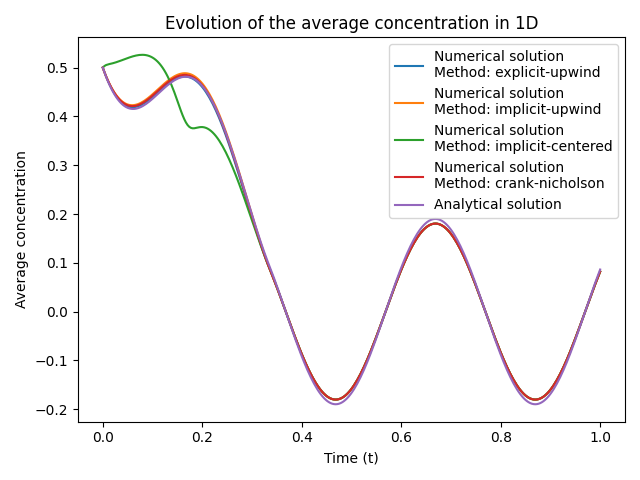 Evolution of the average concentration in 1D
Numerical solution
Method: explicit-upwind
Numerical solution
Method: implicit-upwind
Numerical solution
Method: implicit-centered
Numerical solution
Method: crank-nicholson
Analytical solution
Average concentration
0.5
0.4
0.3
0.2
0.1
0.0
−0.1
−0.2
0.0 0.2 0.4 0.6 0.8 1.0
Time (t)